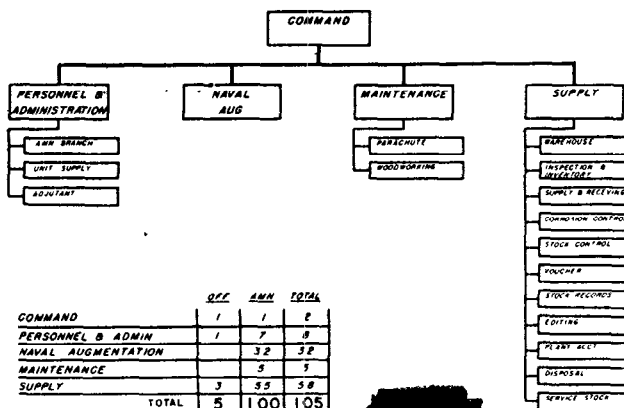 COMMAND
PERSONNEL &
ADMINISTRATION
NAVAL
AUG
MAINTENANCE
SUPPLY
AMN BRANCH
UNIT SUPPLY
ADJUTANT
PARACHUTE
WOODWORKING
WAREHOUSE
INSPECTION &
INVENTORY
SUPPLY & RECEVING
CORROSION CONTROL
STOCK CONTROL
VOUCHER
STOCK RECORDS
EDITING
PLANT ACCT
DISPOSAL
SERVICE STOCK
OFF AMN TOTAL
COMMAND 1 1 2
PERSONNEL & ADMIN 1 7 8
NAVAL AUGMENTATION 32 32
MAINTENANCE 5 5
SUPPLY 3 55 58
TOTAL 5 100 105